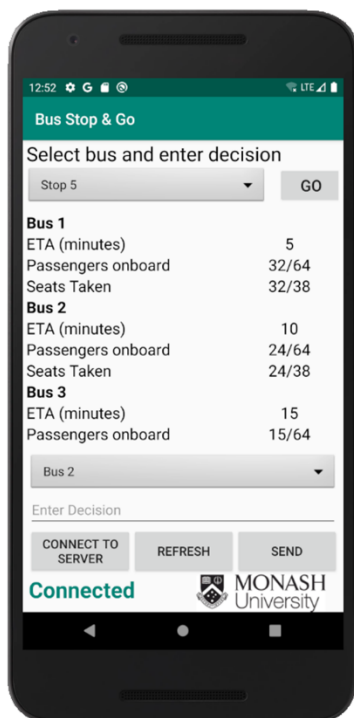 12:52 G LTE
Bus Stop & Go
Select bus and enter decision
Stop 5 GO
Bus 1
ETA (minutes) 5
Passengers onboard 32/64
Seats Taken 32/38
Bus 2
ETA (minutes) 10
Passengers onboard 24/64
Seats Taken 24/38
Bus 3
ETA (minutes) 15
Passengers onboard 15/64
Bus 2
Enter Decision
CONNECT TO
SERVER REFRESH SEND
Connected MONASH
University